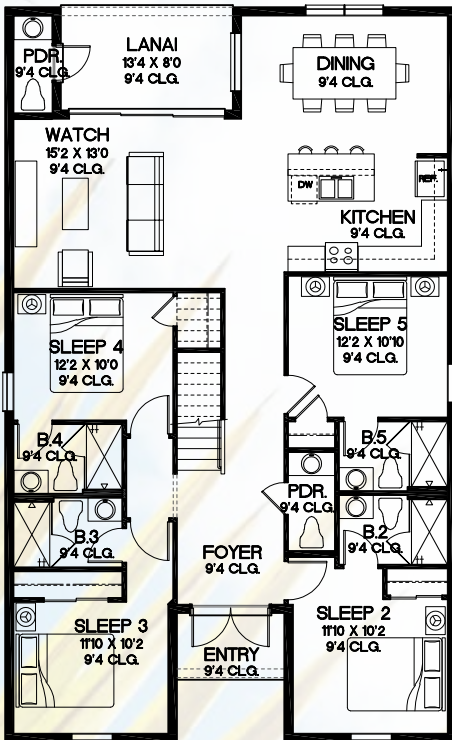 PDR.
9'4 CLG.
LANAI
13'4 X 8'0
9'4 CLG.
DINING
9'4 CLG.
WATCH
15'2 X 13'0
9'4 CLG.
DW
REF.
KITCHEN
9'4 CLG.
SLEEP 4
12'2 X 10'0
9'4 CLG.
SLEEP 5
12'2 X 10'10
9'4 CLG.
B.4
9'4 CLG.
B.5
9'4 CLG.
PDR.
9'4 CLG.
B.3
9'4 CLG.
B.2
9'4 CLG.
FOYER
9'4 CLG.
SLEEP 3
11'10 X 10'2
9'4 CLG.
ENTRY
9'4 CLG.
SLEEP 2
11'10 X 10'2
9'4 CLG.